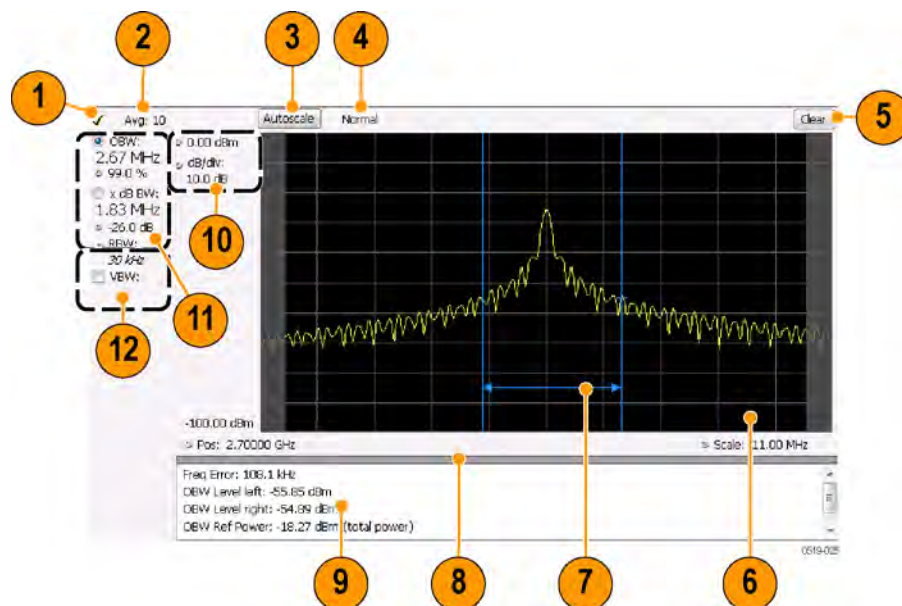 2
3
4
1
5
Avg: 10
Autoscale
Normal
Clear
OBW:
2.67 MHz
99.0 %
x dB BW:
1.83 MHz
-26.0 dB
RBW:
30 kHz
VBW:
0.00 dBm
dB/div:
10.0 dB
10
11
12
-100.00 dBm
Pos: 2.70000 GHz
Scale: 11.00 MHz
Freq Error: 108.1 kHz
OBW Level left: -55.85 dBm
OBW Level right: -54.89 dBm
OBW Ref Power: -18.27 dBm (total power)
0519-025
9
8
7
6